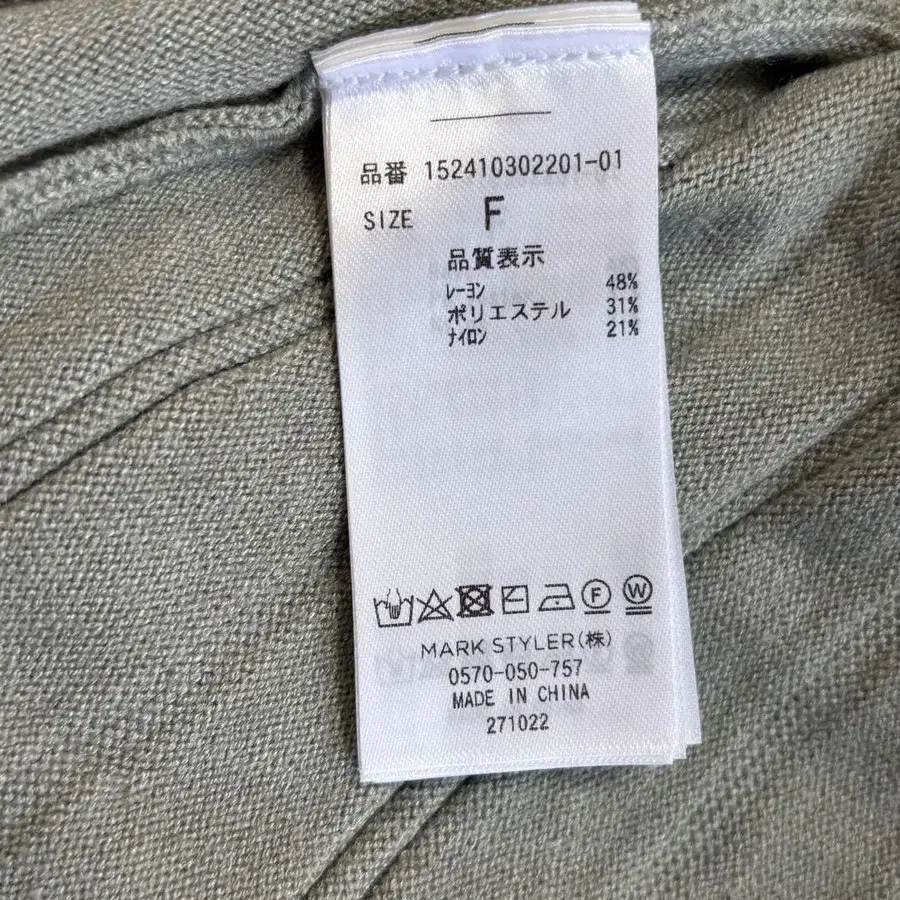 品番 152410302201-01
SIZE F
品質表示
ﾚｰﾖﾝ 48%
ポリエステル 31%
ﾅｲﾛﾝ 21%
F W
MARK STYLER(株)
0570-050-757
MADE IN CHINA
271022